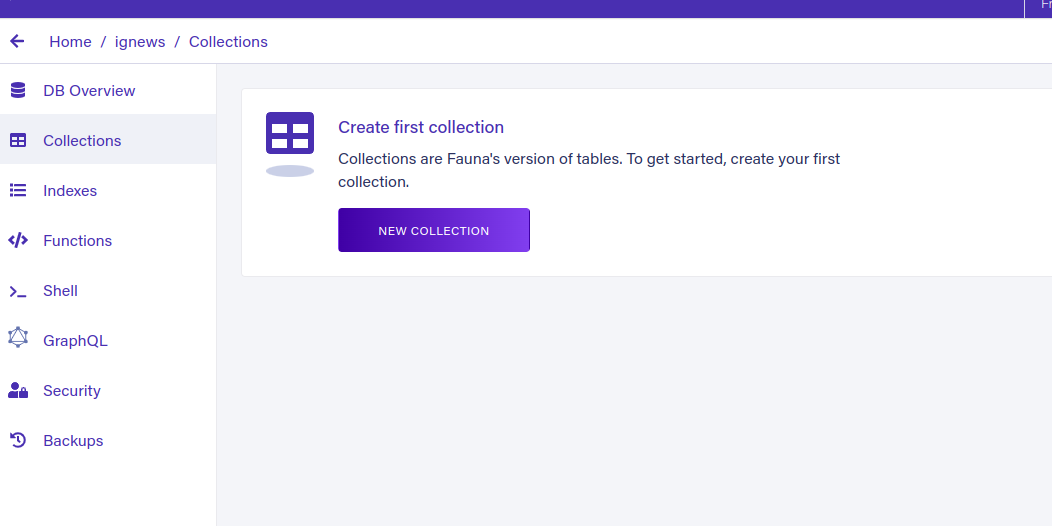 Home / ignews / Collections
DB Overview
Collections
Indexes
Functions
Shell
GraphQL
Security
Backups
Create first collection
Collections are Fauna's version of tables. To get started, create your first
collection.
NEW COLLECTION